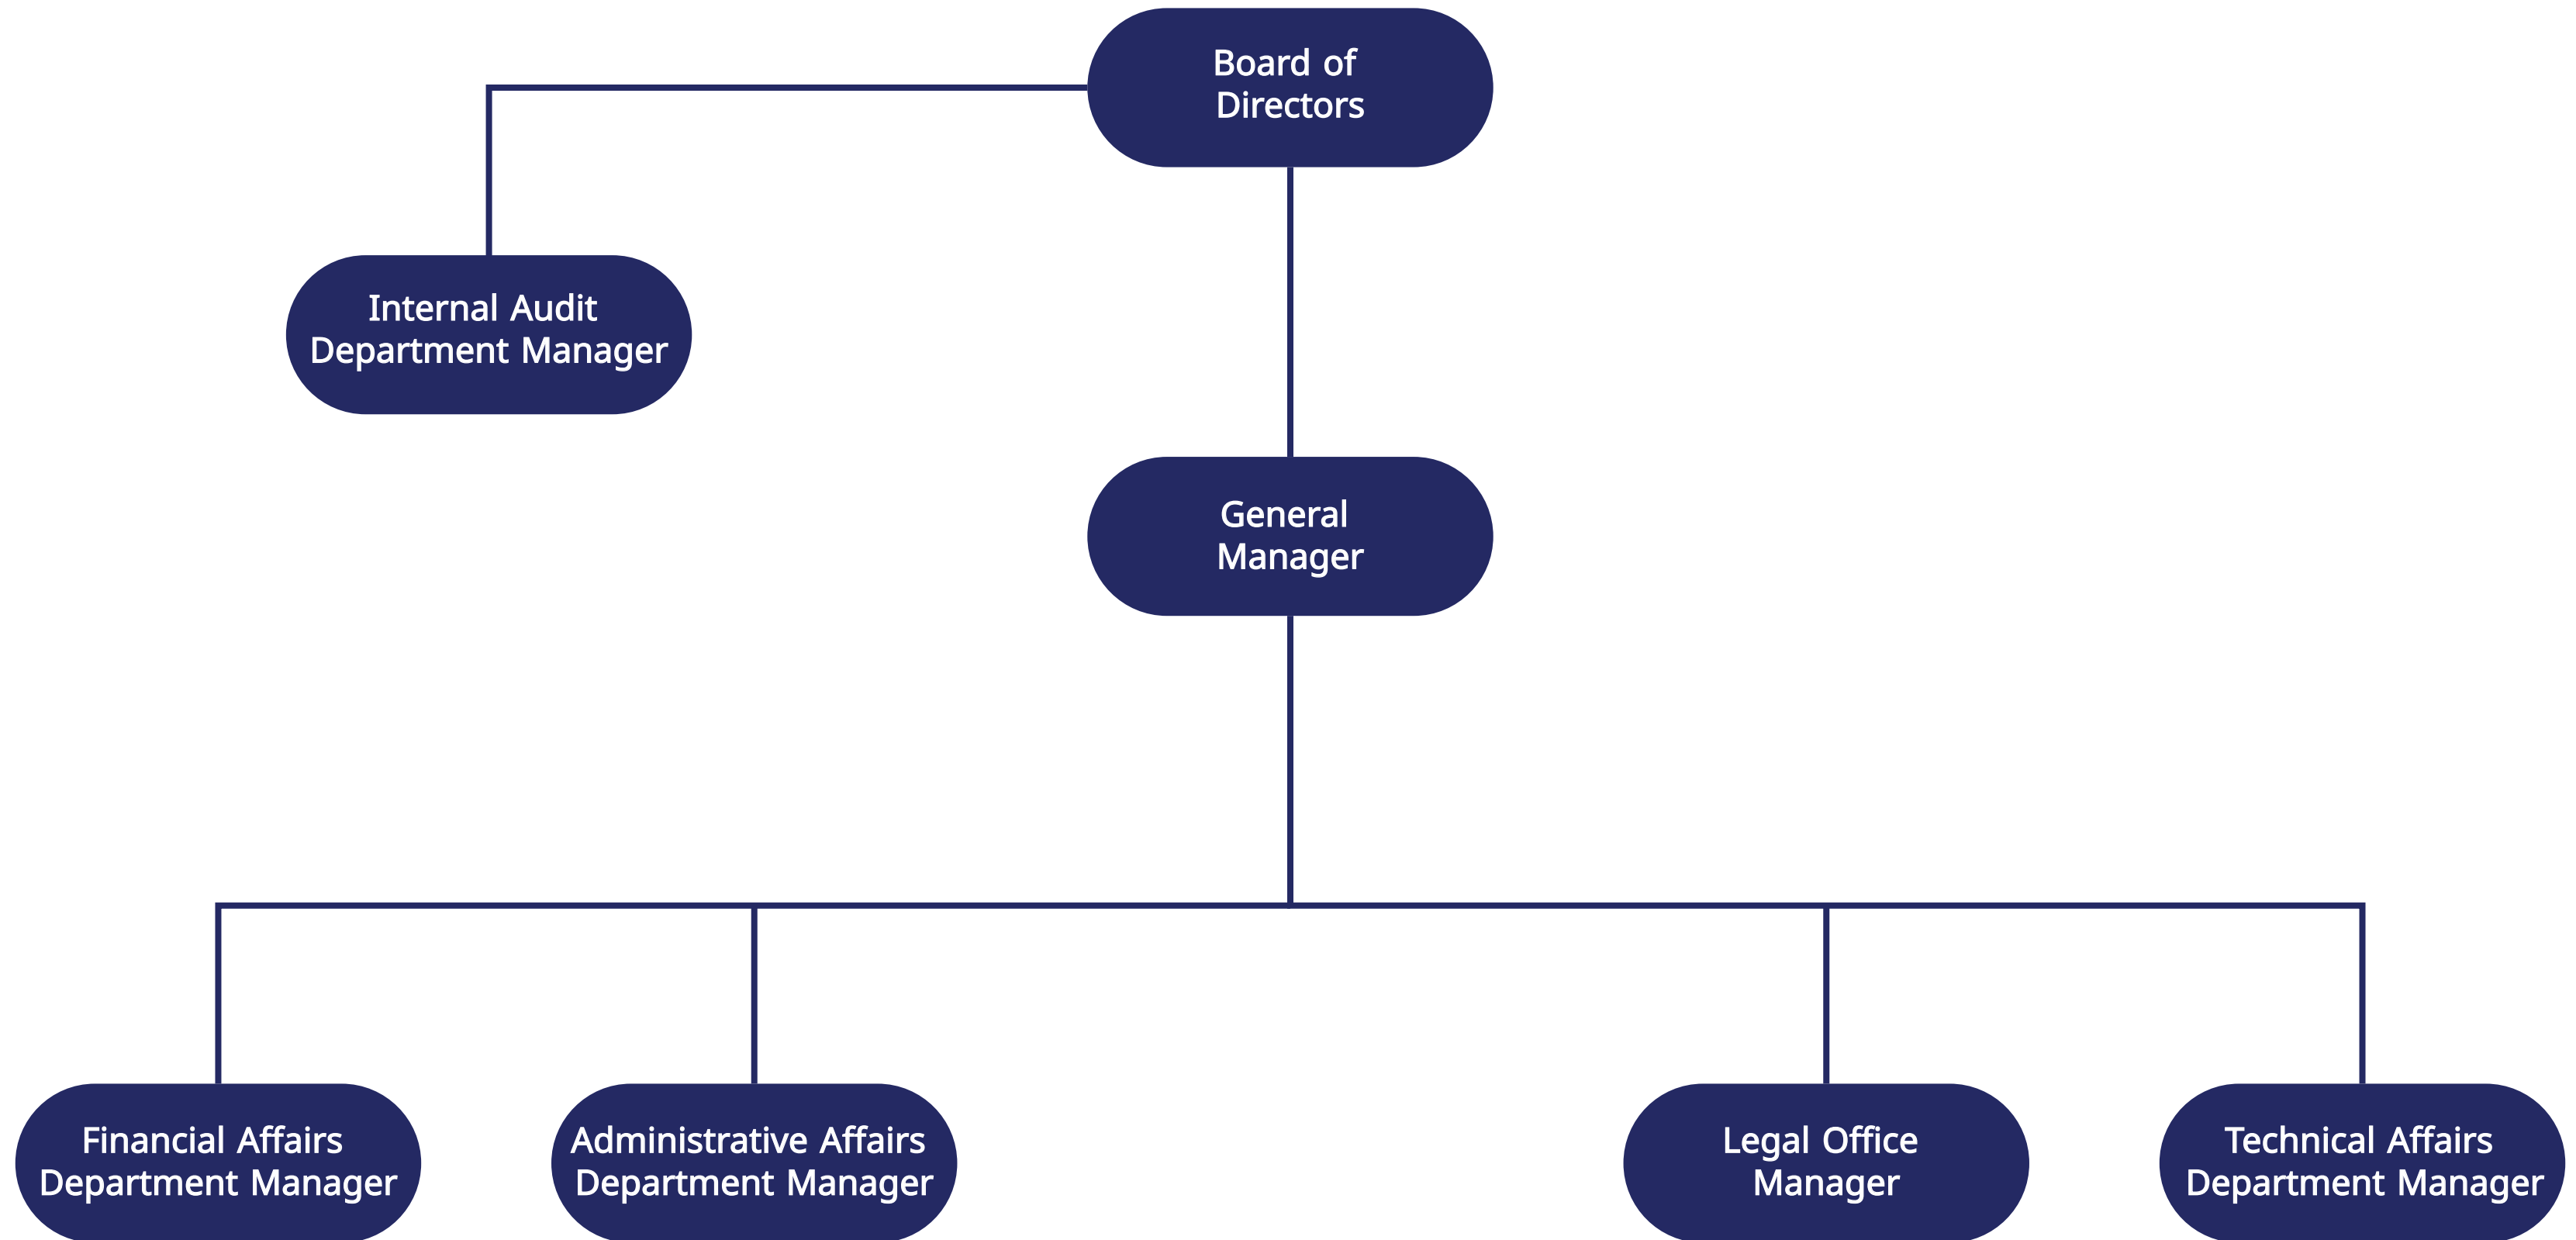 Board of
Directors
Internal Audit
Department Manager
General
Manager
Financial Affairs
Department Manager
Administrative Affairs
Department Manager
Legal Office
Manager
Technical Affairs
Department Manager